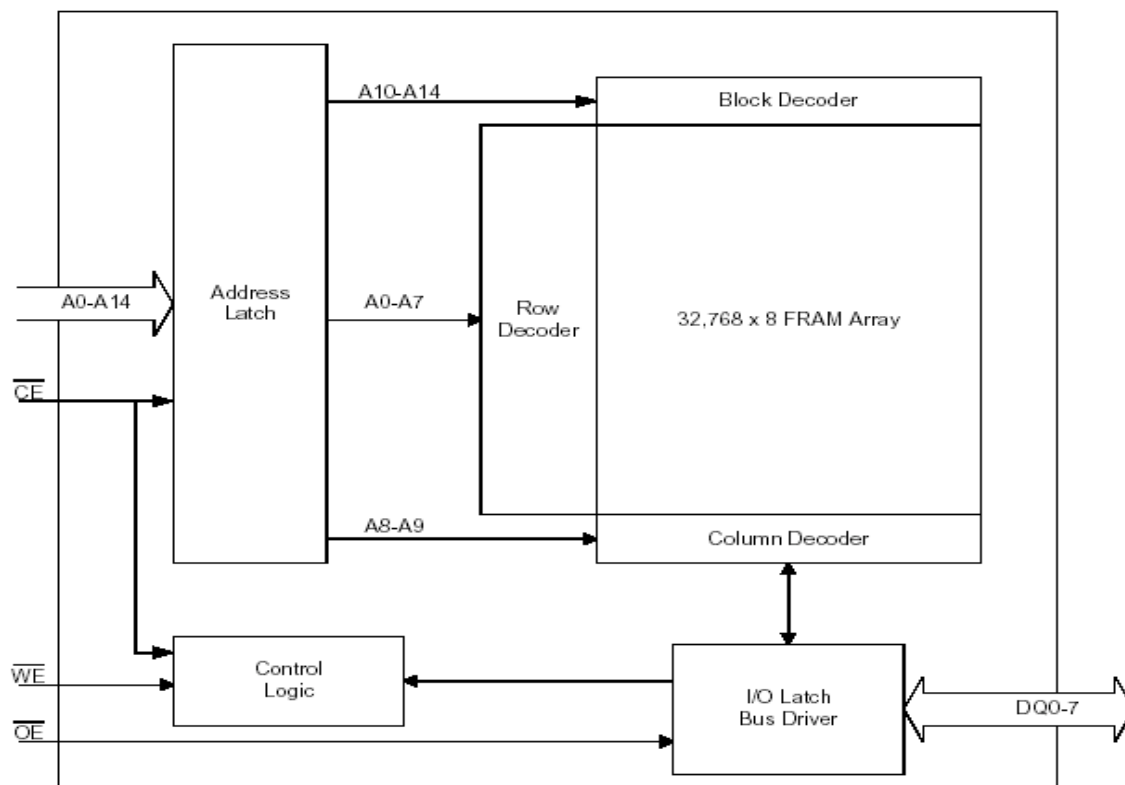 A10-A14
Block Decoder
A0-A14
Address
Latch
A0-A7
Row
Decoder
32,768 x 8 FRAM Array
CE
A8-A9
Column Decoder
WE
Control
Logic
I/O Latch
Bus Driver
DQ0-7
OE